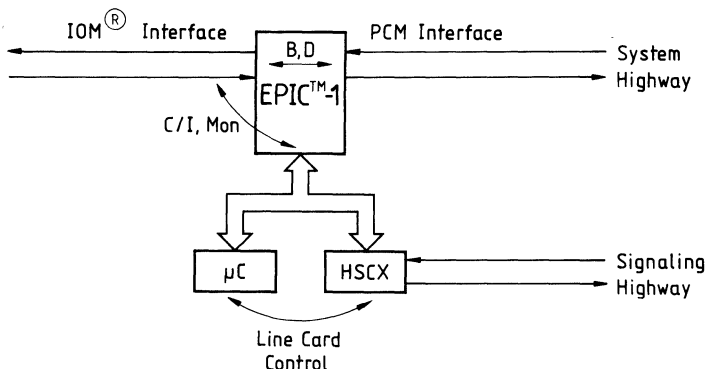 IOM® Interface
PCM Interface
B,D
EPIC™-1
System
Highway
C/I, Mon
µC
HSCX
Signaling
Highway
Line Card
Control